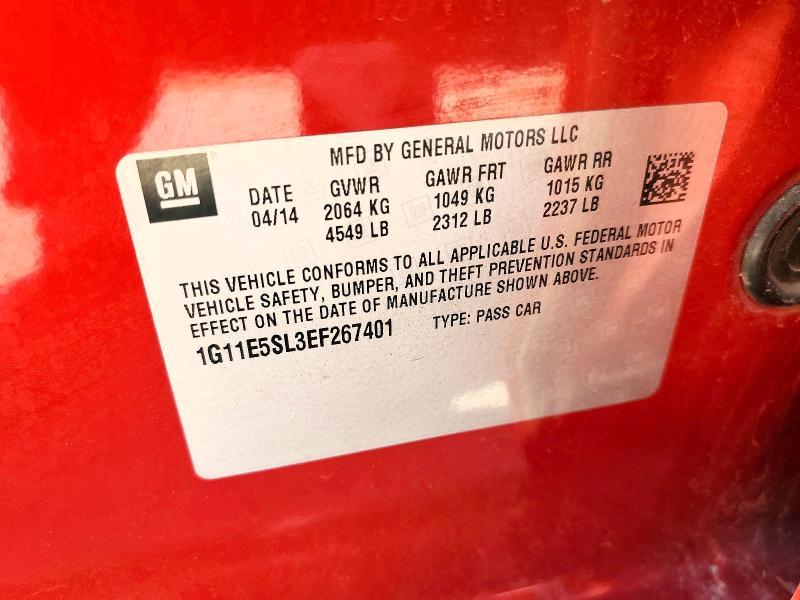 MFD BY GENERAL MOTORS LLC
GM
DATE GVWR GAWR FRT GAWR RR
04/14 2064 KG 1049 KG 1015 KG
4549 LB 2312 LB 2237 LB
THIS VEHICLE CONFORMS TO ALL APPLICABLE U.S. FEDERAL MOTOR
VEHICLE SAFETY, BUMPER, AND THEFT PREVENTION STANDARDS IN
EFFECT ON THE DATE OF MANUFACTURE SHOWN ABOVE.
1G11E5SL3EF267401 TYPE: PASS CAR